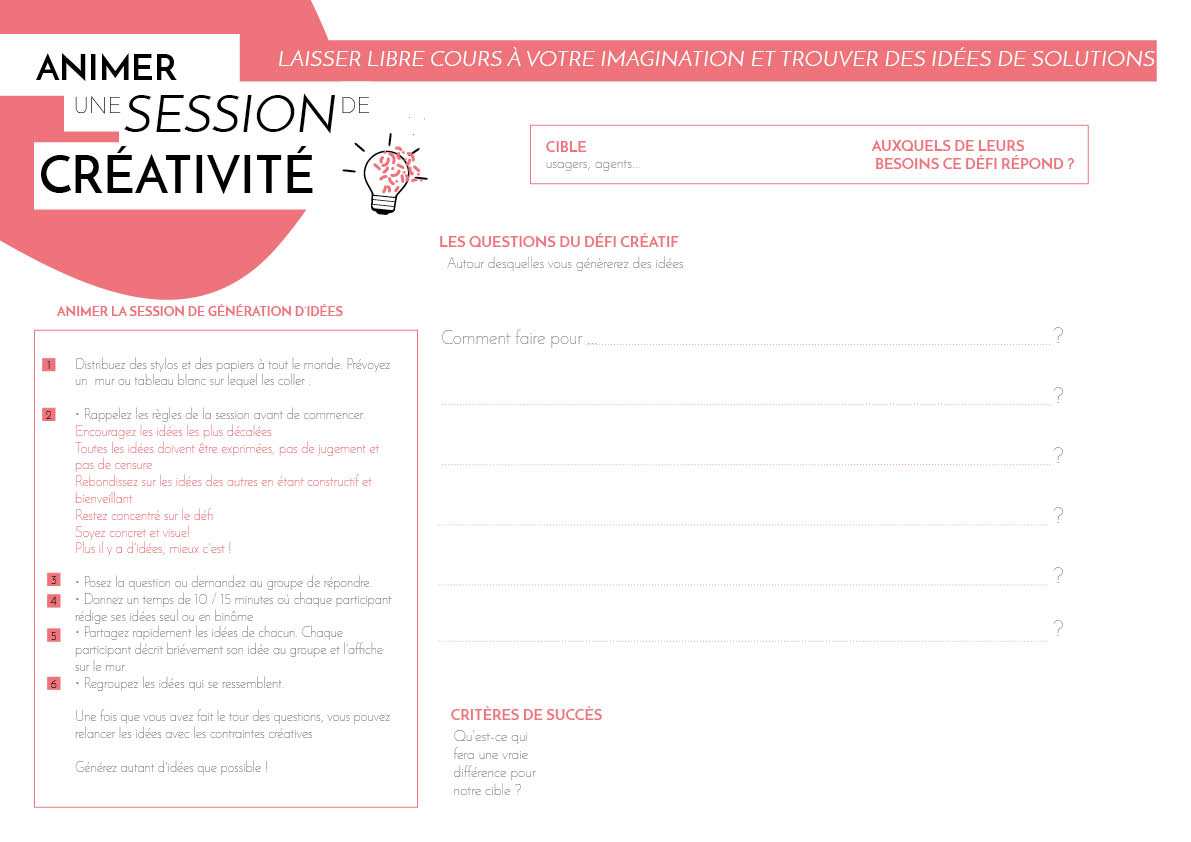 LAISSER LIBRE COURS À VOTRE IMAGINATION ET TROUVER DES IDÉES DE SOLUTIONS
ANIMER
UNE SESSION DE
CRÉATIVITÉ
CIBLE
usagers, agents...
AUXQUELS DE LEURS
BESOINS CE DÉFI RÉPOND ?
ANIMER LA SESSION DE GÉNÉRATION D'IDÉES
1 Distribuez des stylos et des papiers à tout le monde. Prévoyez
un mur ou tableau blanc sur lequel les coller .
2 • Rappelez les règles de la session avant de commencer.
Encouragez les idées les plus décalées
Toutes les idées doivent être exprimées, pas de jugement et
pas de censure
Rebondissez sur les idées des autres en étant constructif et
bienveillant
Restez concentré sur le défi
Soyez concret et visuel
Plus il y a d'idées, mieux c'est !
3 • Posez la question ou demandez au groupe de répondre.
4 • Donnez un temps de 10 / 15 minutes où chaque participant
rédige ses idées seul ou en binôme
5 • Partagez rapidement les idées de chacun. Chaque
participant décrit briévement son idée au groupe et l'affiche
sur le mur.
6 • Regroupez les idées qui se ressemblent.
Une fois que vous avez fait le tour des questions, vous pouvez
relancer les idées avec les contraintes créatives
Générez autant d'idées que possible !
LES QUESTIONS DU DÉFI CRÉATIF
Autour desquelles vous génèrerez des idées
Comment faire pour ... ?
?
?
?
?
?
CRITÈRES DE SUCCÈS
Qu'est-ce qui
fera une vraie
différence pour
notre cible ?